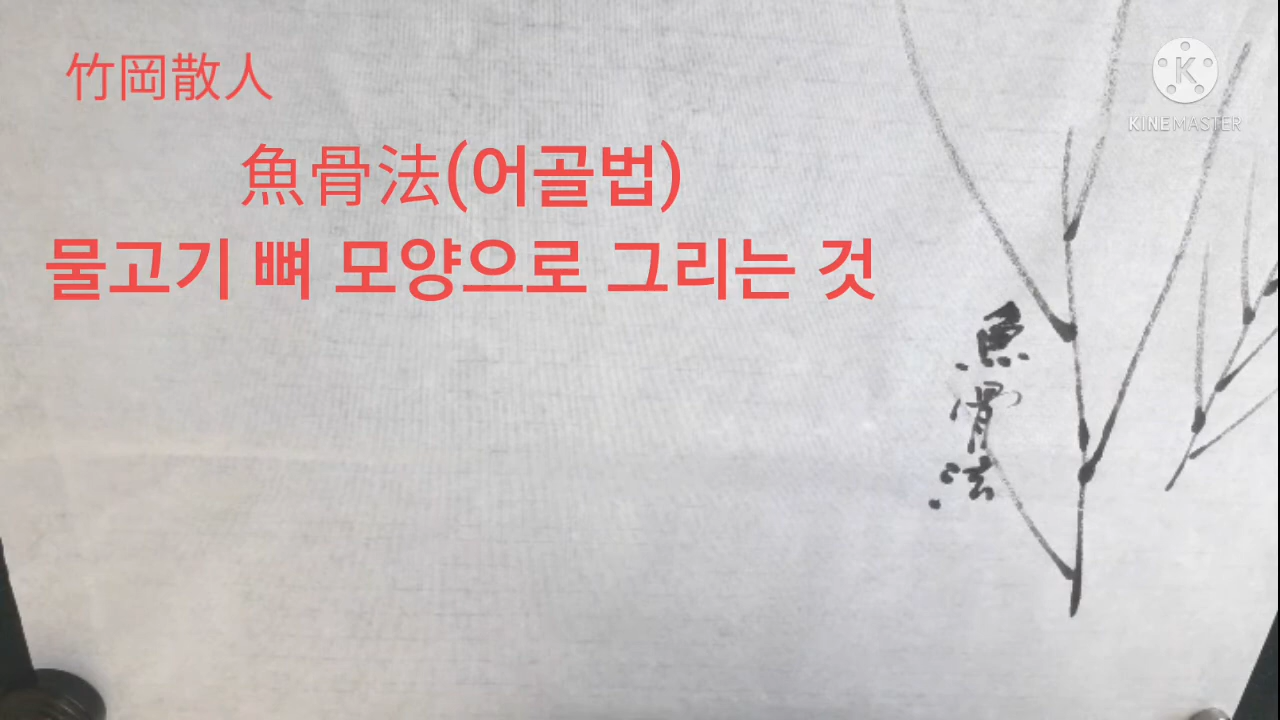 竹岡散人
KINEMASTER
魚骨法(어골법)
물고기 뼈 모양으로 그리는 것
魚
骨
法